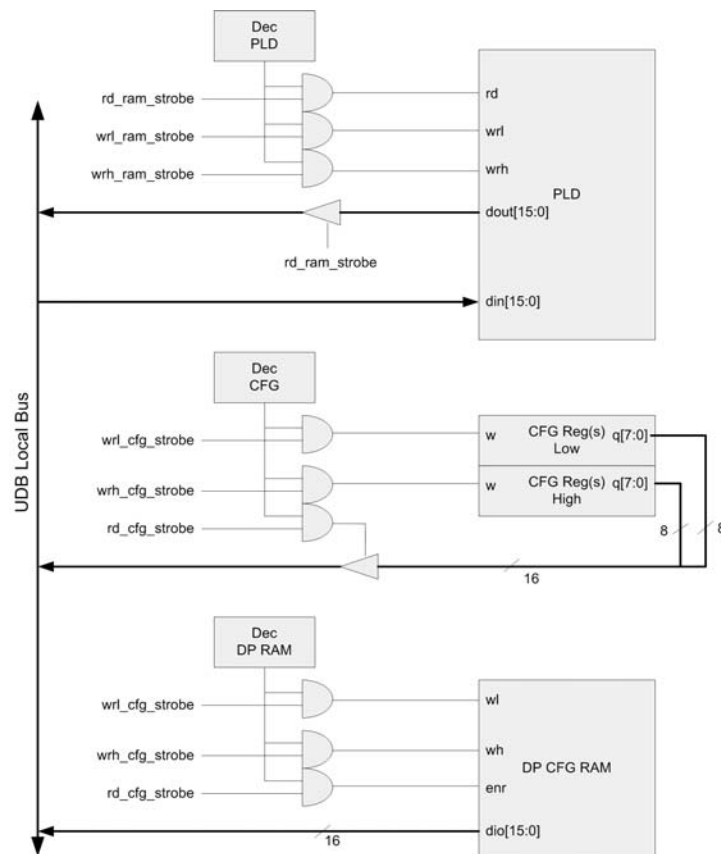 Dec
PLD
rd_ram_strobe
rd
wrl_ram_strobe
wrl
wrh_ram_strobe
wrh
PLD
dout[15:0]
rd_ram_strobe
din[15:0]
UDB Local Bus
Dec
CFG
wrl_cfg_strobe
w
CFG Reg(s)
Low
q[7:0]
wrh_cfg_strobe
w
CFG Reg(s)
High
q[7:0]
rd_cfg_strobe
8
8
16
Dec
DP RAM
wrl_cfg_strobe
wl
wrh_cfg_strobe
wh
DP CFG RAM
rd_cfg_strobe
enr
dio[15:0]
16